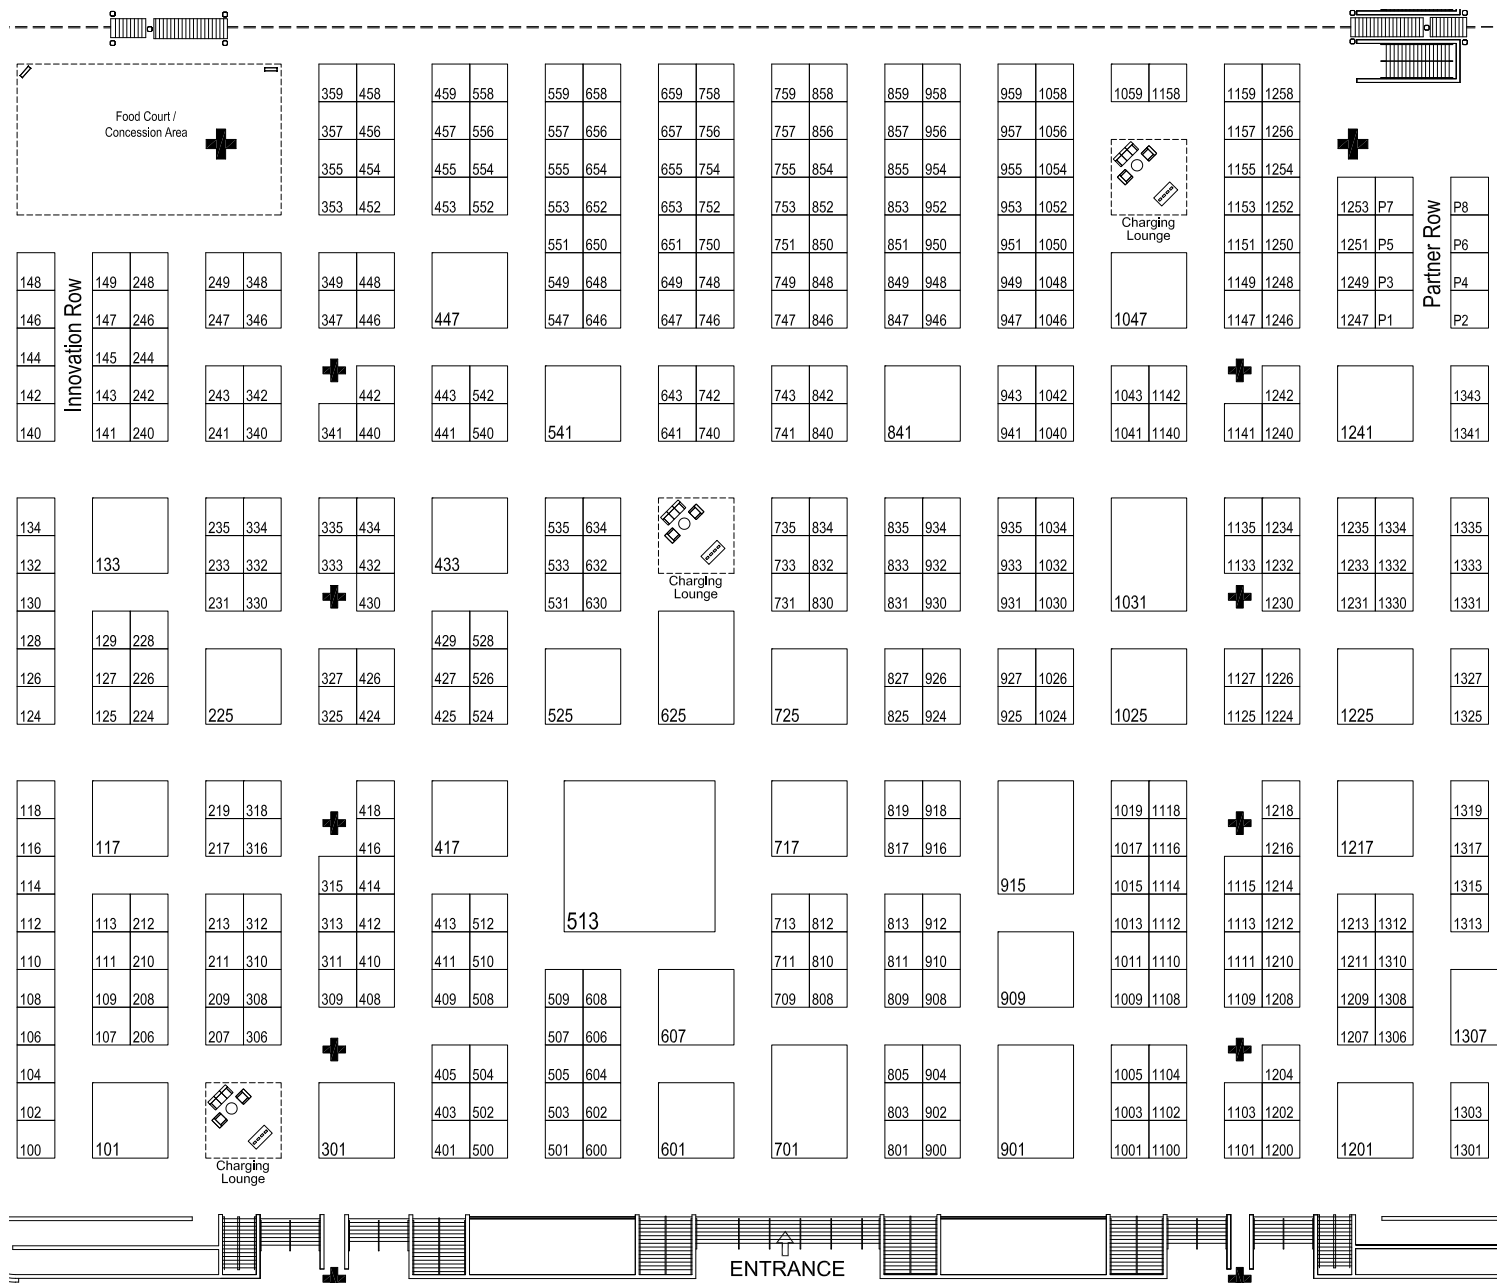 Food Court /
Concession Area
359 458 459 558 559 658 659 758 759 858 859 958 959 1058 1059 1158 1159 1258
357 456 457 556 557 656 657 756 757 856 857 956 957 1056 1157 1256
355 454 455 554 555 654 655 754 755 854 855 954 955 1054 1155 1254
353 452 453 552 553 652 653 752 753 852 853 952 953 1052 1153 1252 1253 P7 P8
Charging
Lounge
551 650 651 750 751 850 851 950 951 1050 1151 1250 1251 P5 P6
Innovation Row
Partner Row
148 149 248 249 348 349 448 549 648 649 748 749 848 849 948 949 1048 1149 1248 1249 P3 P4
146 147 246 247 346 347 446 447 547 646 647 746 747 846 847 946 947 1046 1047 1147 1246 1247 P1 P2
144 145 244
142 143 242 243 342 442 443 542 643 742 743 842 943 1042 1043 1142 1242 1343
140 141 240 241 340 341 440 441 540 541 641 740 741 840 841 941 1040 1041 1140 1141 1240 1241 1341
134 235 334 335 434 535 634 735 834 835 934 935 1034 1135 1234 1235 1334 1335
132 133 233 332 333 432 433 533 632 733 832 833 932 933 1032 1133 1232 1233 1332 1333
Charging
Lounge
130 231 330 430 531 630 731 830 831 930 931 1030 1031 1230 1231 1330 1331
128 129 228 429 528
126 127 226 327 426 427 526 827 926 927 1026 1127 1226 1327
124 125 224 225 325 424 425 524 525 625 725 825 924 925 1024 1025 1125 1224 1225 1325
118 219 318 418 819 918 1019 1118 1218 1319
116 117 217 316 416 417 717 817 916 1017 1116 1216 1217 1317
114 315 414 915 1015 1114 1115 1214 1315
112 113 212 213 312 313 412 413 512 513 713 812 813 912 1013 1112 1113 1212 1213 1312 1313
110 111 210 211 310 311 410 411 510 711 810 811 910 1011 1110 1111 1210 1211 1310
108 109 208 209 308 309 408 409 508 509 608 709 808 809 908 909 1009 1108 1109 1208 1209 1308
106 107 206 207 306 507 606 607 1207 1306 1307
104 405 504 505 604 805 904 1005 1104 1204
102 403 502 503 602 803 902 1003 1102 1103 1202 1303
100 101 301 401 500 501 600 601 701 801 900 901 1001 1100 1101 1200 1201 1301
Charging
Lounge
ENTRANCE